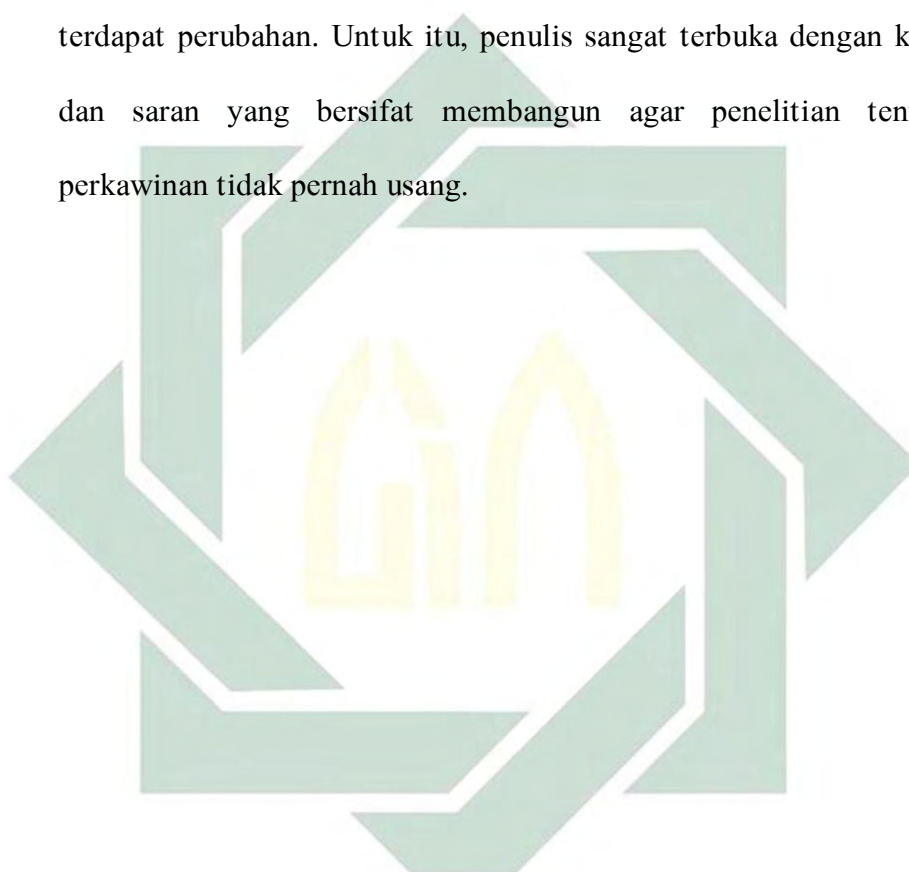 terdapat perubahan. Untuk itu, penulis sangat terbuka dengan k
dan saran yang bersifat membangun agar penelitian ten
perkawinan tidak pernah usang.